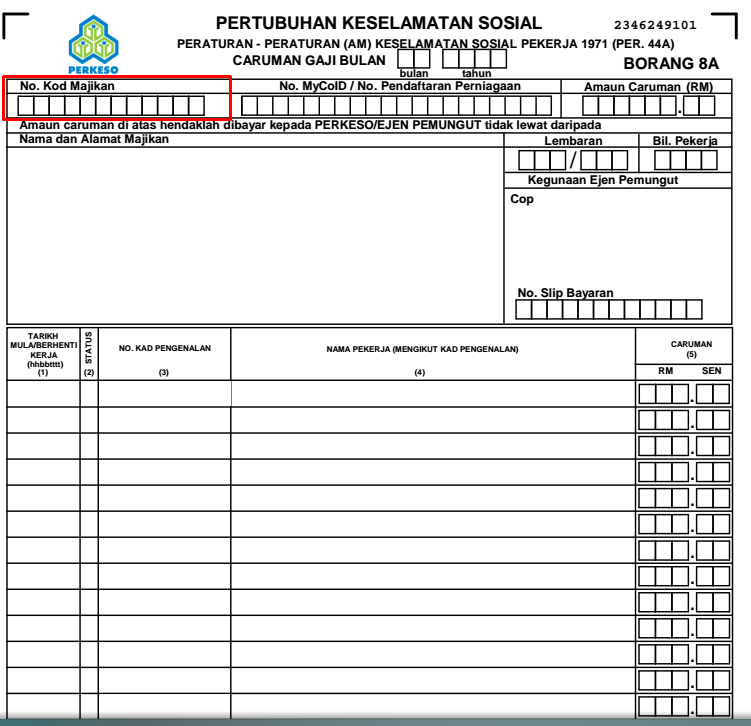 PERTUBUHAN KESELAMATAN SOSIAL
2346249101
PERATURAN - PERATURAN (AM) KESELAMATAN SOSIAL PEKERJA 1971 (PER. 44A)
CARUMAN GAJI BULAN
bulan tahun
BORANG 8A
PERKESO
No. Kod Majikan
No. MyCoID / No. Pendaftaran Perniagaan
Amaun Caruman (RM)
Amaun caruman di atas hendaklah dibayar kepada PERKESO/EJEN PEMUNGUT tidak lewat daripada
Nama dan Alamat Majikan
Lembaran
Bil. Pekerja
/
Kegunaan Ejen Pemungut
Cop
No. Slip Bayaran
TARIKH
MULA/BERHENTI
KERJA
(hhbbtttt)
(1)
STATUS
(2)
NO. KAD PENGENALAN
(3)
NAMA PEKERJA (MENGIKUT KAD PENGENALAN)
(4)
CARUMAN
(5)
RM SEN